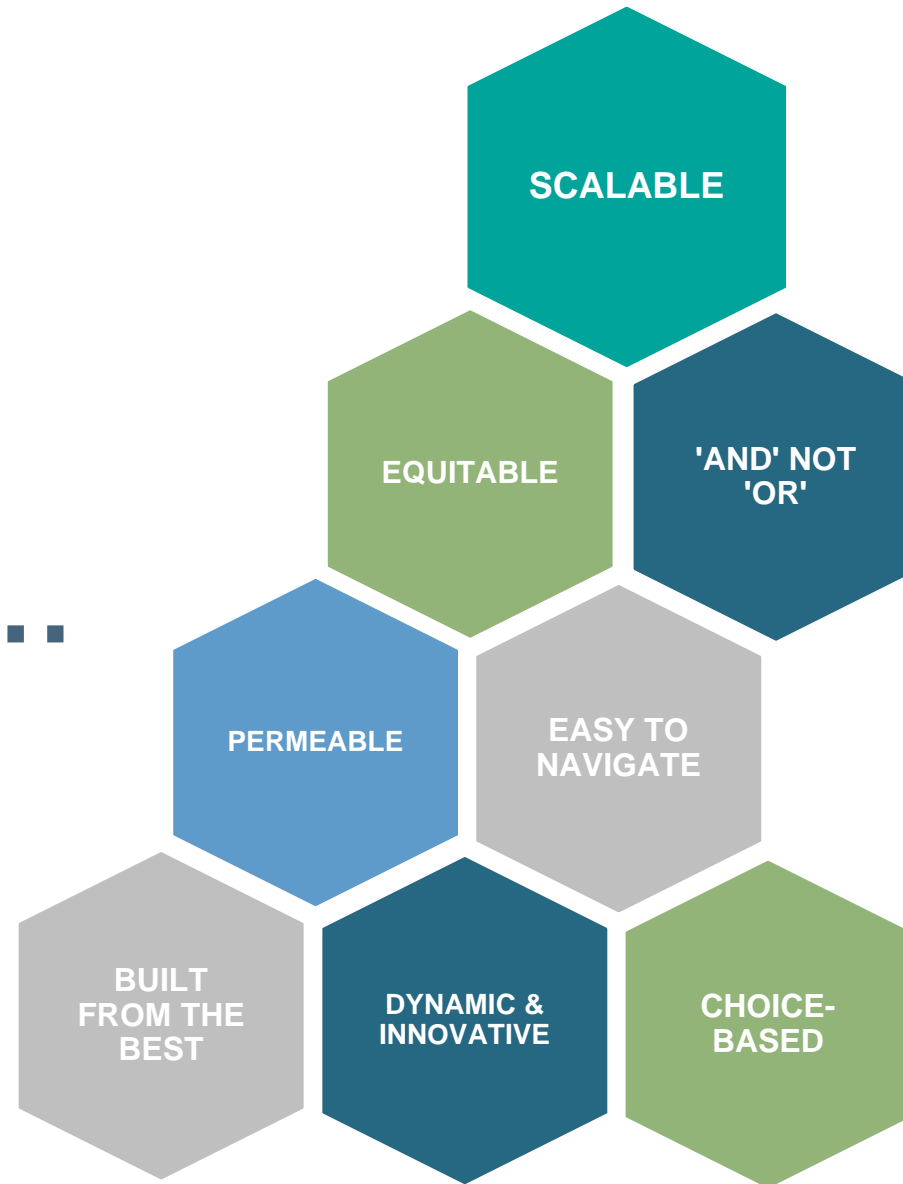 SCALABLE
EQUITABLE
'AND' NOT
'OR'
PERMEABLE
EASY TO
NAVIGATE
BUILT
FROM THE
BEST
DYNAMIC &
INNOVATIVE
CHOICE-
BASED